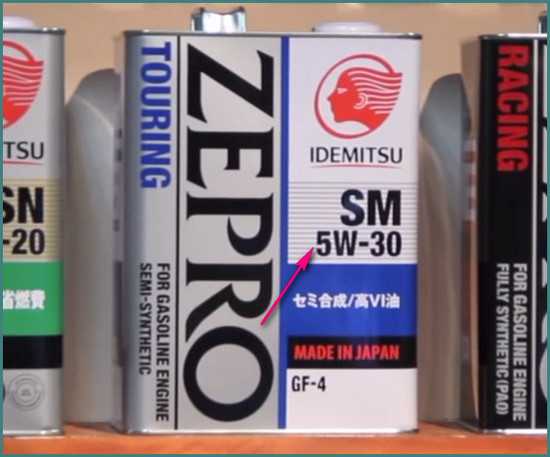 SN
-20
省燃費
TOURING
ZEPRO
FOR GASOLINE ENGINE
SEMI-SYNTHETIC
IDEMITSU
SM
5W-30
セミ合成/高VI油
MADE IN JAPAN
GF-4
RACING
FOR GASOLINE ENGINE
FULLY SYNTHETIC(PAO)